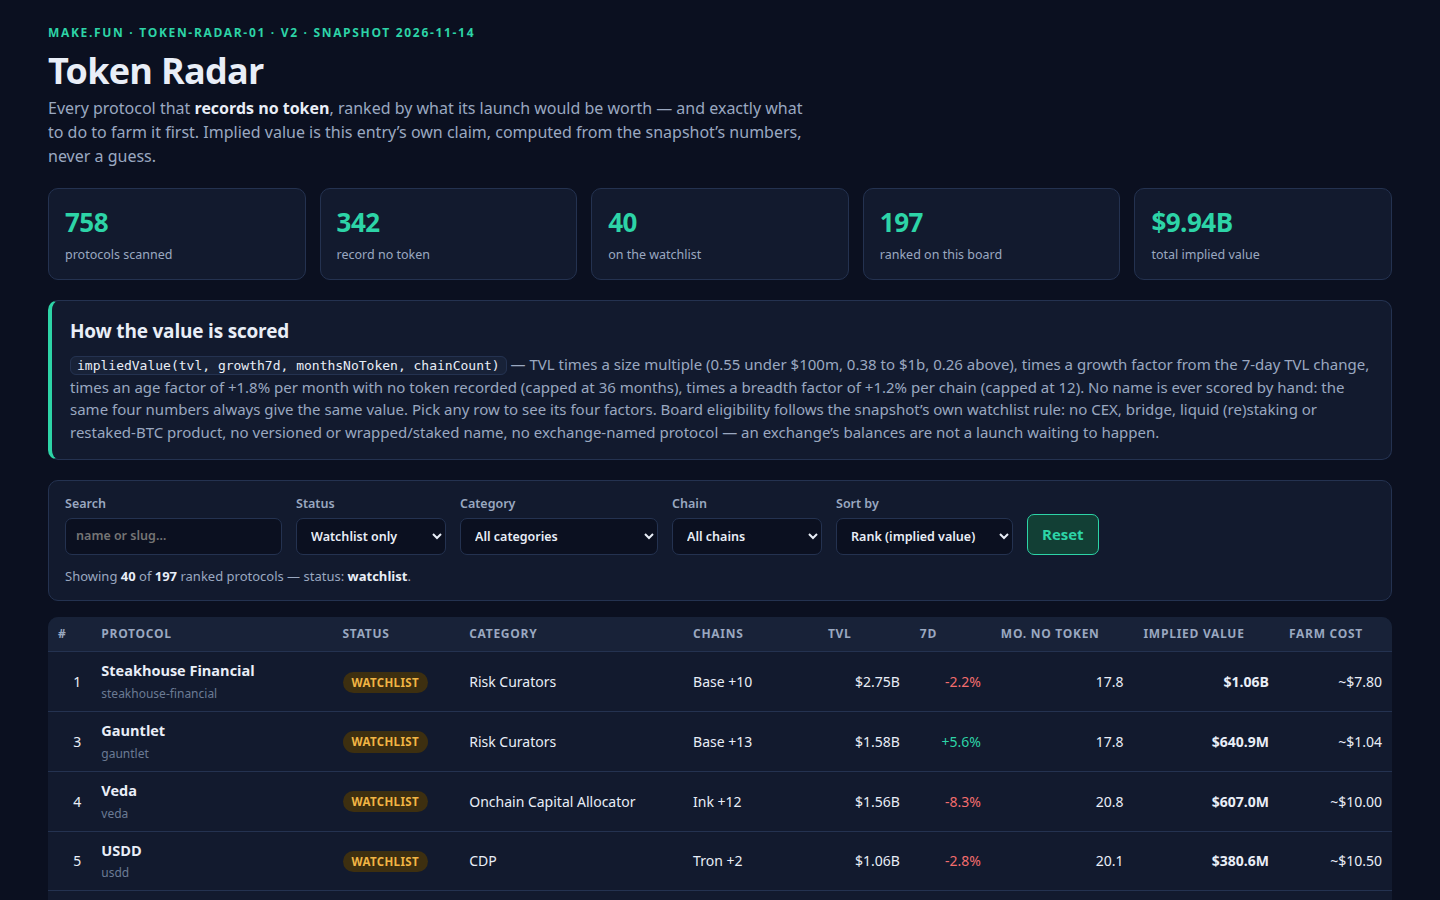 MAKE.FUN · TOKEN-RADAR-01 · V2 · SNAPSHOT 2026-11-14
Token Radar
Every protocol that records no token, ranked by what its launch would be worth — and exactly what
to do to farm it first. Implied value is this entry's own claim, computed from the snapshot's numbers,
never a guess.
758
protocols scanned
342
record no token
40
on the watchlist
197
ranked on this board
$9.94B
total implied value
How the value is scored
impliedValue(tvl, growth7d, monthsNoToken, chainCount) — TVL times a size multiple (0.55 under $100m, 0.38 to $1b, 0.26 above), times a growth factor from the 7-day TVL change,
times an age factor of +1.8% per month with no token recorded (capped at 36 months), times a breadth factor of +1.2% per chain (capped at 12). No name is ever scored by hand: the
same four numbers always give the same value. Pick any row to see its four factors. Board eligibility follows the snapshot's own watchlist rule: no CEX, bridge, liquid (re)staking or
restaked-BTC product, no versioned or wrapped/staked name, no exchange-named protocol — an exchange's balances are not a launch waiting to happen.
Search Status Category Chain Sort by
name or slug... Watchlist only All categories All chains Rank (implied value) Reset
Showing 40 of 197 ranked protocols — status: watchlist.
# PROTOCOL STATUS CATEGORY CHAINS TVL 7D MO. NO TOKEN IMPLIED VALUE FARM COST
1 Steakhouse Financial WATCHLIST Risk Curators Base +10 $2.75B -2.2% 17.8 $1.06B ~$7.80
steakhouse-financial
3 Gauntlet WATCHLIST Risk Curators Base +13 $1.58B +5.6% 17.8 $640.9M ~$1.04
gauntlet
4 Veda WATCHLIST Onchain Capital Allocator Ink +12 $1.56B -8.3% 20.8 $607.0M ~$10.00
veda
5 USDD WATCHLIST CDP Tron +2 $1.06B -2.8% 20.1 $380.6M ~$10.50
usdd